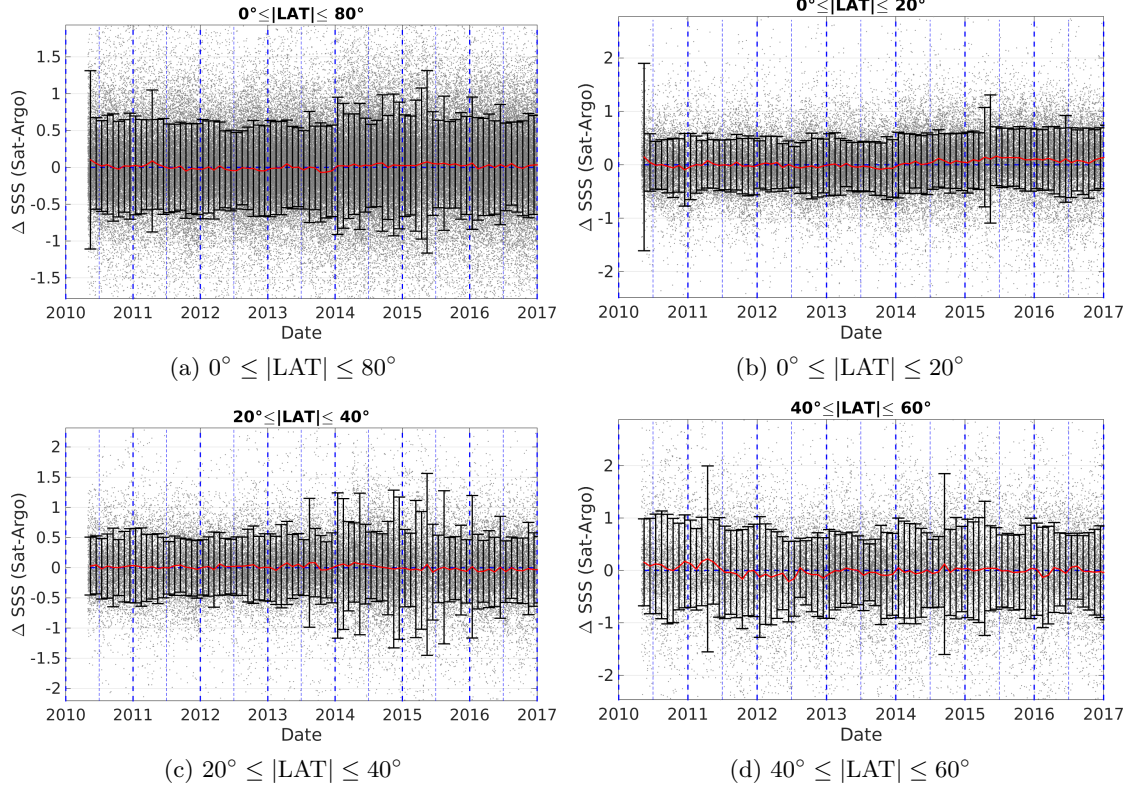 0°≤|LAT|≤ 80°
Δ SSS (Sat-Argo)
1.5
1
0.5
0
-0.5
-1
-1.5
2010 2011 2012 2013 2014 2015 2016 2017
Date
(a) 0° ≤ |LAT| ≤ 80°
0°≤|LAT|≤ 20°
Δ SSS (Sat-Argo)
2
1
0
-1
-2
2010 2011 2012 2013 2014 2015 2016 2017
Date
(b) 0° ≤ |LAT| ≤ 20°
20°≤|LAT|≤ 40°
Δ SSS (Sat-Argo)
2
1.5
1
0.5
0
-0.5
-1
-1.5
-2
2010 2011 2012 2013 2014 2015 2016 2017
Date
(c) 20° ≤ |LAT| ≤ 40°
40°≤|LAT|≤ 60°
Δ SSS (Sat-Argo)
2
1
0
-1
-2
2010 2011 2012 2013 2014 2015 2016 2017
Date
(d) 40° ≤ |LAT| ≤ 60°